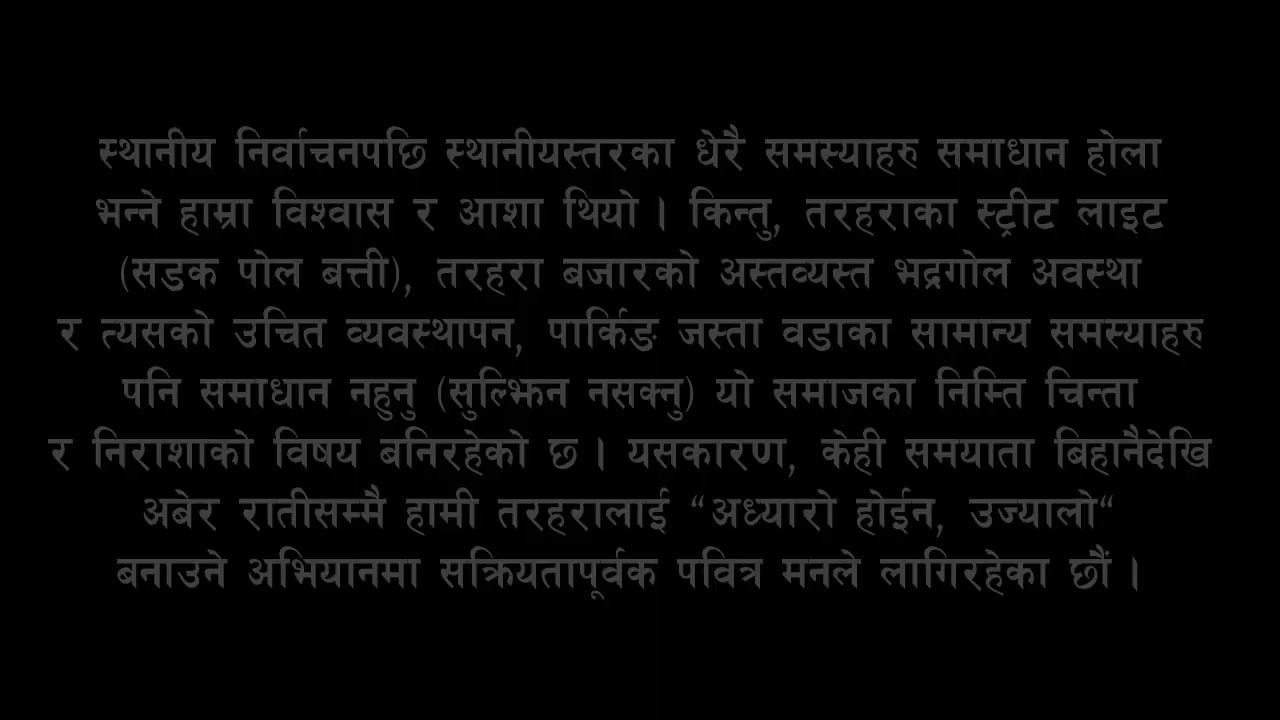 स्थानीय निर्वाचनपछि स्थानीयस्तरका धेरै समस्याहरु समाधान होला
भन्ने हाम्रा विश्वास र आशा थियो । किन्तु, तरहराका स्ट्रीट लाइट
(सडक पोल बत्ती), तरहरा बजारको अस्तव्यस्त भद्रगोल अवस्था
र त्यसको उचित व्यवस्थापन, पार्किङ जस्ता वडाका सामान्य समस्याहरु
पनि समाधान नहुनु (सुल्झिन नसक्नु) यो समाजका निम्ति चिन्ता
र निराशाको विषय बनिरहेको छ । यसकारण, केही समयाता बिहानैदेखि
अबेर रातीसम्मै हामी तरहरालाई “अध्यारो होईन, उज्यालो“
बनाउने अभियानमा सक्रियतापूर्वक पवित्र मनले लागिरहेका छौं ।